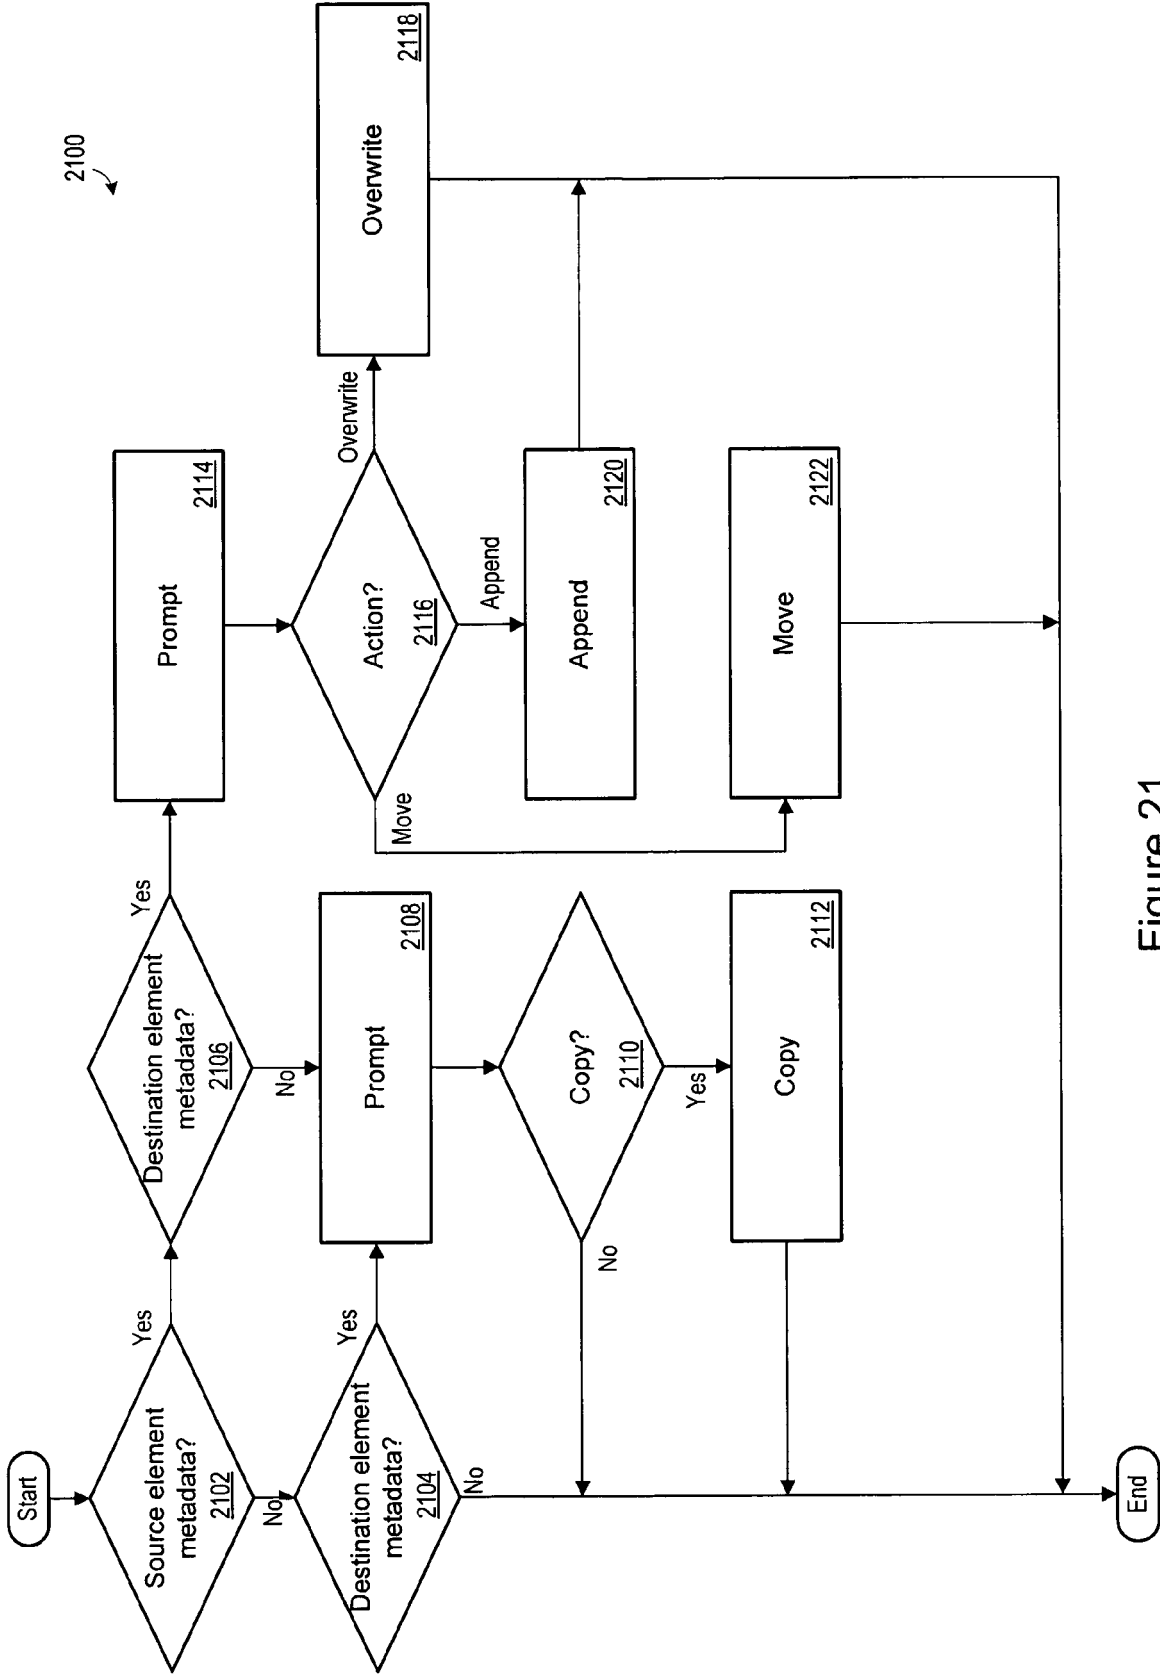 2100
Start
Source element
metadata?
2102
Yes
No
Destination element
metadata?
2106
Yes
No
Prompt
2114
Destination element
metadata?
2104
Yes
No
Prompt
2108
Action?
2116
Overwrite
Append
Move
Overwrite
2118
Copy?
2110
No
Yes
Append
2120
Copy
2112
Move
2122
End
Figure 21